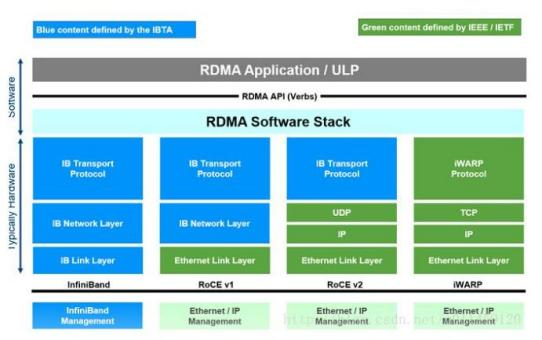 Blue content defined by the IBTA
Green content defined by IEEE / IETF
RDMA Application / ULP
RDMA API (Verbs)
RDMA Software Stack
Software
Typically Hardware
IB Transport
Protocol
IB Transport
Protocol
IB Transport
Protocol
iWARP
Protocol
IB Network Layer
IB Network Layer
UDP
TCP
IP
IP
IB Link Layer
Ethernet Link Layer
Ethernet Link Layer
Ethernet Link Layer
InfiniBand
RoCE v1
RoCE v2
iWARP
InfiniBand
Management
Ethernet / IP
Management
Ethernet / IP
Management
Ethernet / IP
Management